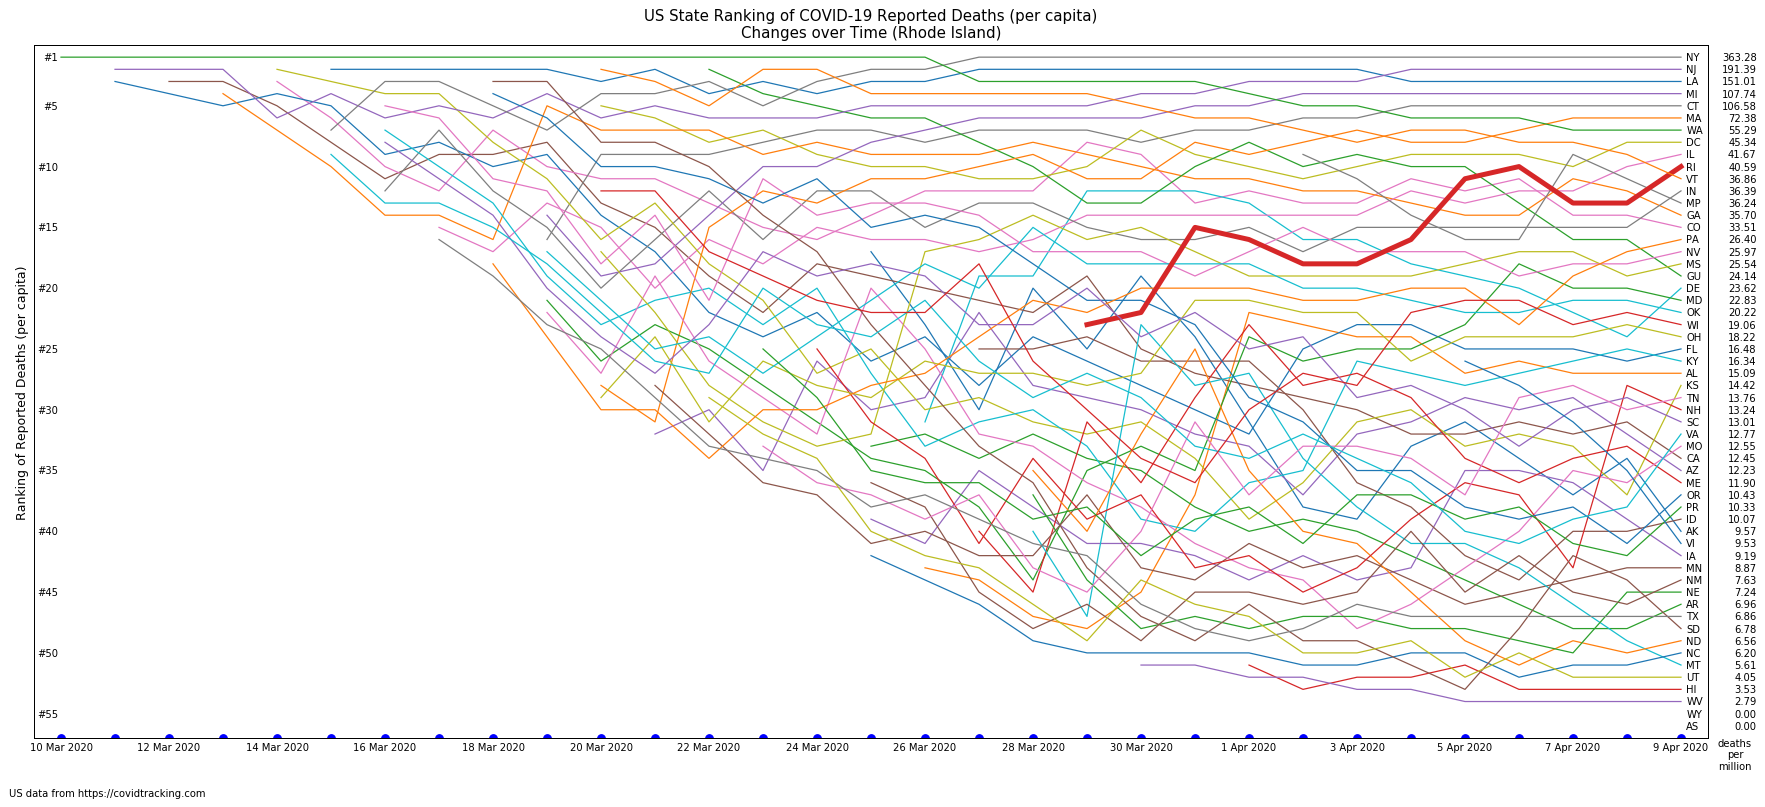 US State Ranking of COVID-19 Reported Deaths (per capita)
Changes over Time (Rhode Island)
Ranking of Reported Deaths (per capita)
#1
#5
#10
#15
#20
#25
#30
#35
#40
#45
#50
#55
NY 363.28
NJ 191.39
LA 151.01
MI 107.74
CT 106.58
MA 72.38
WA 55.29
DC 45.34
IL 41.67
RI 40.59
VT 36.86
IN 36.39
MP 36.24
GA 35.70
CO 33.51
PA 26.40
NV 25.97
MS 25.54
GU 24.14
DE 23.62
MD 22.83
OK 20.22
WI 19.06
OH 18.22
FL 16.48
KY 16.34
AL 15.09
KS 14.42
TN 13.76
NH 13.24
SC 13.01
VA 12.77
MO 12.55
CA 12.45
AZ 12.23
ME 11.90
OR 10.43
PR 10.33
ID 10.07
AK 9.57
VI 9.53
IA 9.19
MN 8.87
NM 7.63
NE 7.24
AR 6.96
TX 6.86
SD 6.78
ND 6.56
NC 6.20
MT 5.61
UT 4.05
HI 3.53
WV 2.79
WY 0.00
AS 0.00
10 Mar 2020 12 Mar 2020 14 Mar 2020 16 Mar 2020 18 Mar 2020 20 Mar 2020 22 Mar 2020 24 Mar 2020 26 Mar 2020 28 Mar 2020 30 Mar 2020 1 Apr 2020 3 Apr 2020 5 Apr 2020 7 Apr 2020 9 Apr 2020
deaths
per
million
US data from https://covidtracking.com